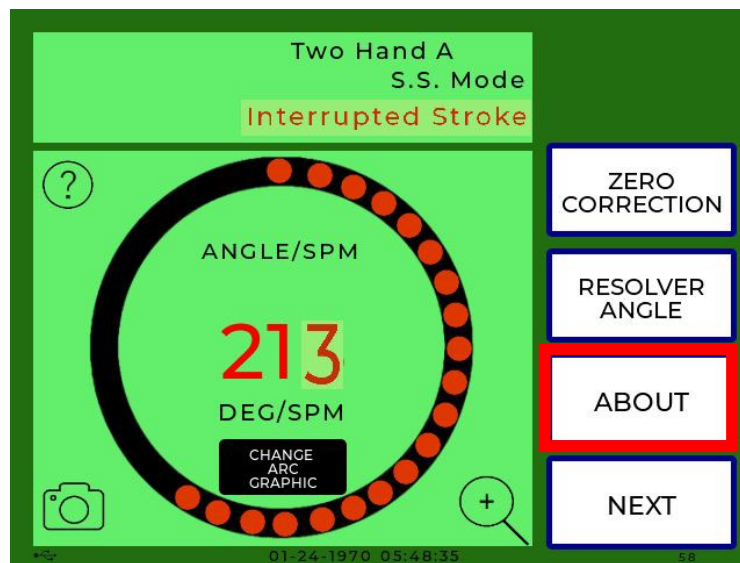 Two Hand A
S.S. Mode
Interrupted Stroke
?
ANGLE/SPM
213
DEG/SPM
CHANGE
ARC
GRAPHIC
+
01-24-1970 05:48:35
ZERO
CORRECTION
RESOLVER
ANGLE
ABOUT
NEXT
58